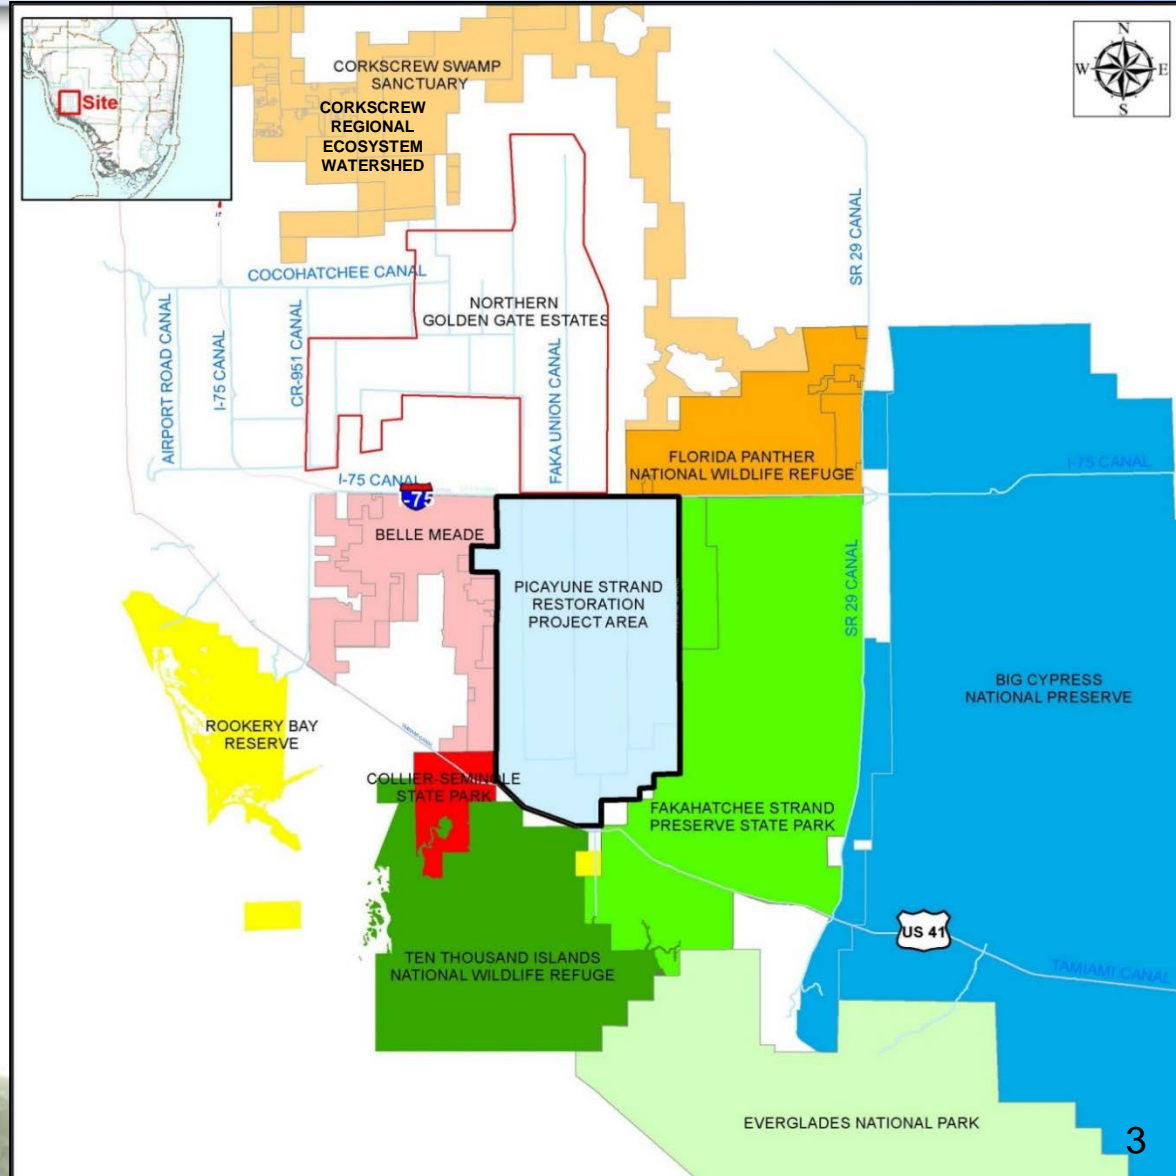 Site
N
W
E
S
CORKSCREW SWAMP
SANCTUARY
CORKSCREW
REGIONAL
ECOSYSTEM
WATERSHED
SR 29 CANAL
COCOHATCHEE CANAL
NORTHERN
GOLDEN GATE ESTATES
AIRPORT ROAD CANAL
I-75 CANAL
CR-951 CANAL
FAKA UNION CANAL
FLORIDA PANTHER
NATIONAL WILDLIFE REFUGE
I-75 CANAL
I-75 CANAL
I-75
BELLE MEADE
PICAYUNE STRAND
RESTORATION
PROJECT AREA
SR 29 CANAL
BIG CYPRESS
NATIONAL PRESERVE
ROOKERY BAY
RESERVE
COLLIER-SEMINOLE
STATE PARK
FAKAHATCHEE STRAND
PRESERVE STATE PARK
US 41
TEN THOUSAND ISLANDS
NATIONAL WILDLIFE REFUGE
TAMIAMI CANAL
EVERGLADES NATIONAL PARK
3